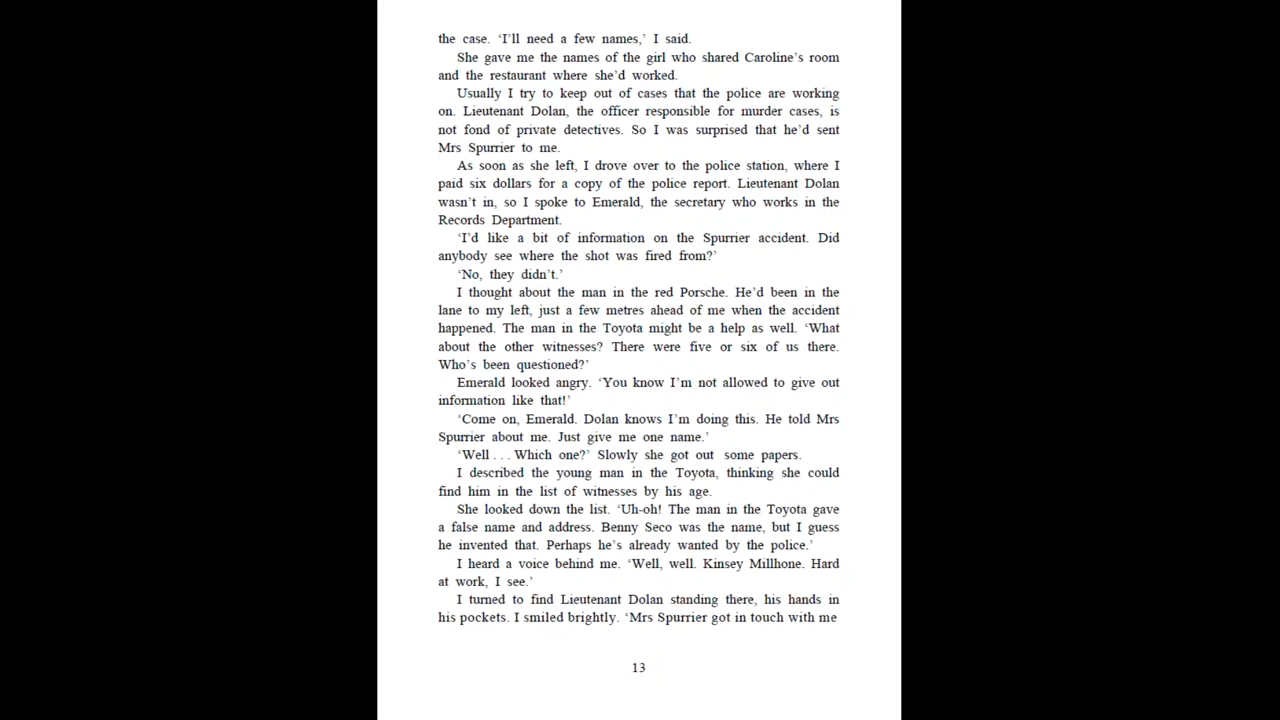 the case. ‘I’ll need a few names,’ I said.
She gave me the names of the girl who shared Caroline’s room
and the restaurant where she’d worked.
Usually I try to keep out of cases that the police are working
on. Lieutenant Dolan, the officer responsible for murder cases, is
not fond of private detectives. So I was surprised that he’d sent
Mrs Spurrier to me.
As soon as she left, I drove over to the police station, where I
paid six dollars for a copy of the police report. Lieutenant Dolan
wasn’t in, so I spoke to Emerald, the secretary who works in the
Records Department.
‘I’d like a bit of information on the Spurrier accident. Did
anybody see where the shot was fired from?’
‘No, they didn’t.’
I thought about the man in the red Porsche. He’d been in the
lane to my left, just a few metres ahead of me when the accident
happened. The man in the Toyota might be a help as well. ‘What
about the other witnesses? There were five or six of us there.
Who’s been questioned?’
Emerald looked angry. ‘You know I’m not allowed to give out
information like that!’
‘Come on, Emerald. Dolan knows I’m doing this. He told Mrs
Spurrier about me. Just give me one name.’
‘Well . . . Which one?’ Slowly she got out some papers.
I described the young man in the Toyota, thinking she could
find him in the list of witnesses by his age.
She looked down the list. ‘Uh-oh! The man in the Toyota gave
a false name and address. Benny Seco was the name, but I guess
he invented that. Perhaps he’s already wanted by the police.’
I heard a voice behind me. ‘Well, well. Kinsey Millhone. Hard
at work, I see.’
I turned to find Lieutenant Dolan standing there, his hands in
his pockets. I smiled brightly. ‘Mrs Spurrier got in touch with me
13